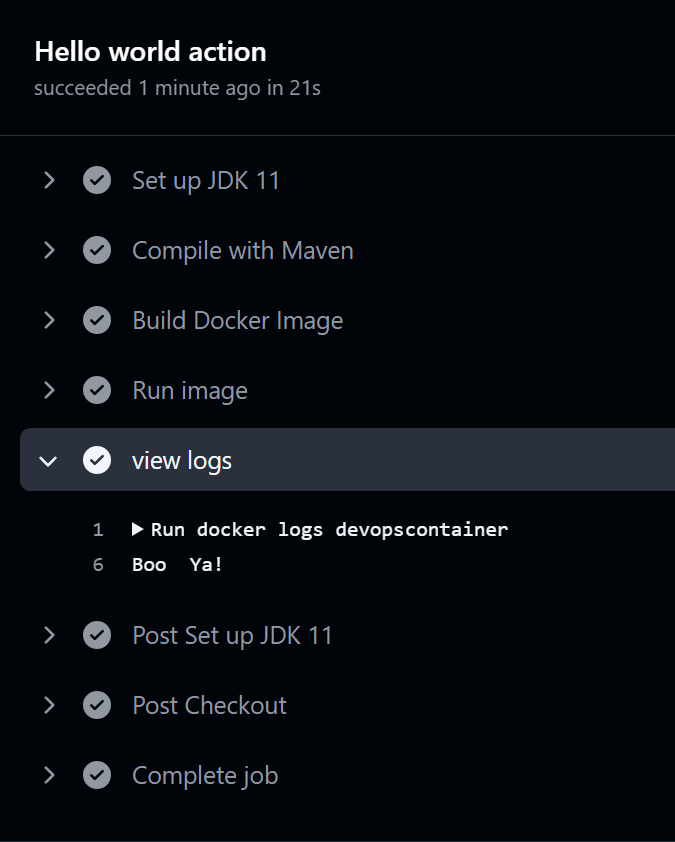 Hello world action
succeeded 1 minute ago in 21s
Set up JDK 11
Compile with Maven
Build Docker Image
Run image
view logs
1 Run docker logs devopscontainer
6 Boo  Ya!
Post Set up JDK 11
Post Checkout
Complete job